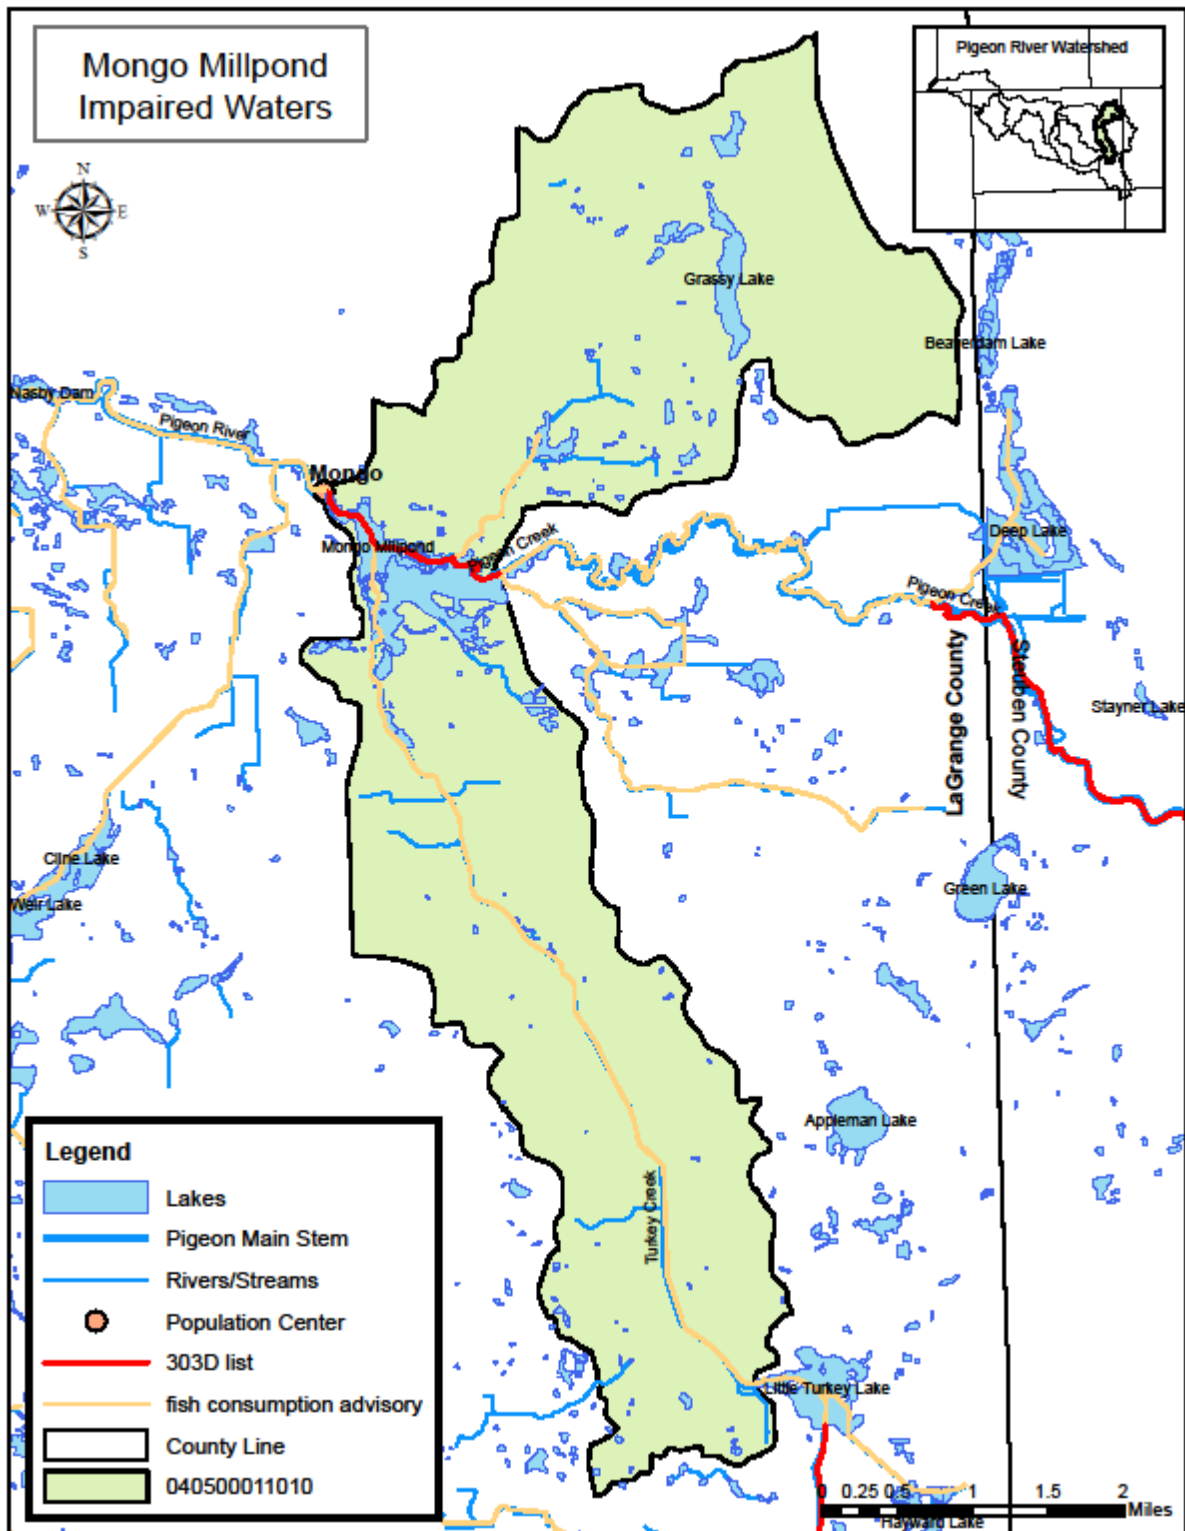 Mongo Millpond
Impaired Waters
Pigeon River Watershed
N
W E
S
Grassy Lake
Beaverdam Lake
Nasby Dam
Pigeon River
Mongo
Mongo Millpond
Pigeon Creek
Deep Lake
Pigeon Creek
LaGrange County
Steuben County
Stayner Lake
Cline Lake
Weir Lake
Green Lake
Appleman Lake
Turkey Creek
Little Turkey Lake
Legend
Lakes
Pigeon Main Stem
Rivers/Streams
Population Center
303D list
fish consumption advisory
County Line
040500011010
0 0.25 0.5 1 1.5 2
Miles
Hayward Lake